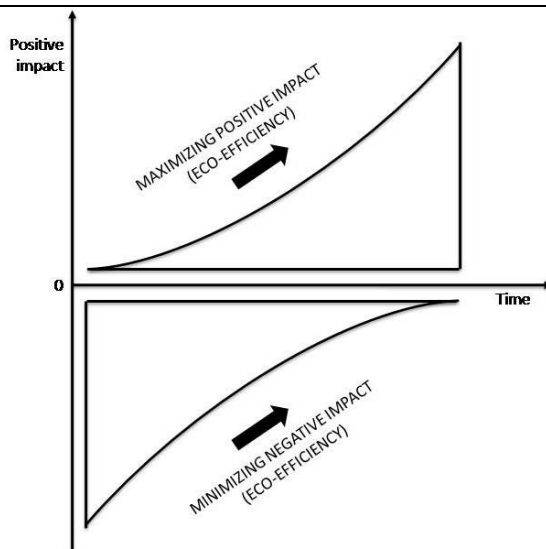 Positive
impact
MAXIMIZING POSITIVE IMPACT
(ECO-EFFICIENCY)
0
Time
MINIMIZING NEGATIVE IMPACT
(ECO-EFFICIENCY)